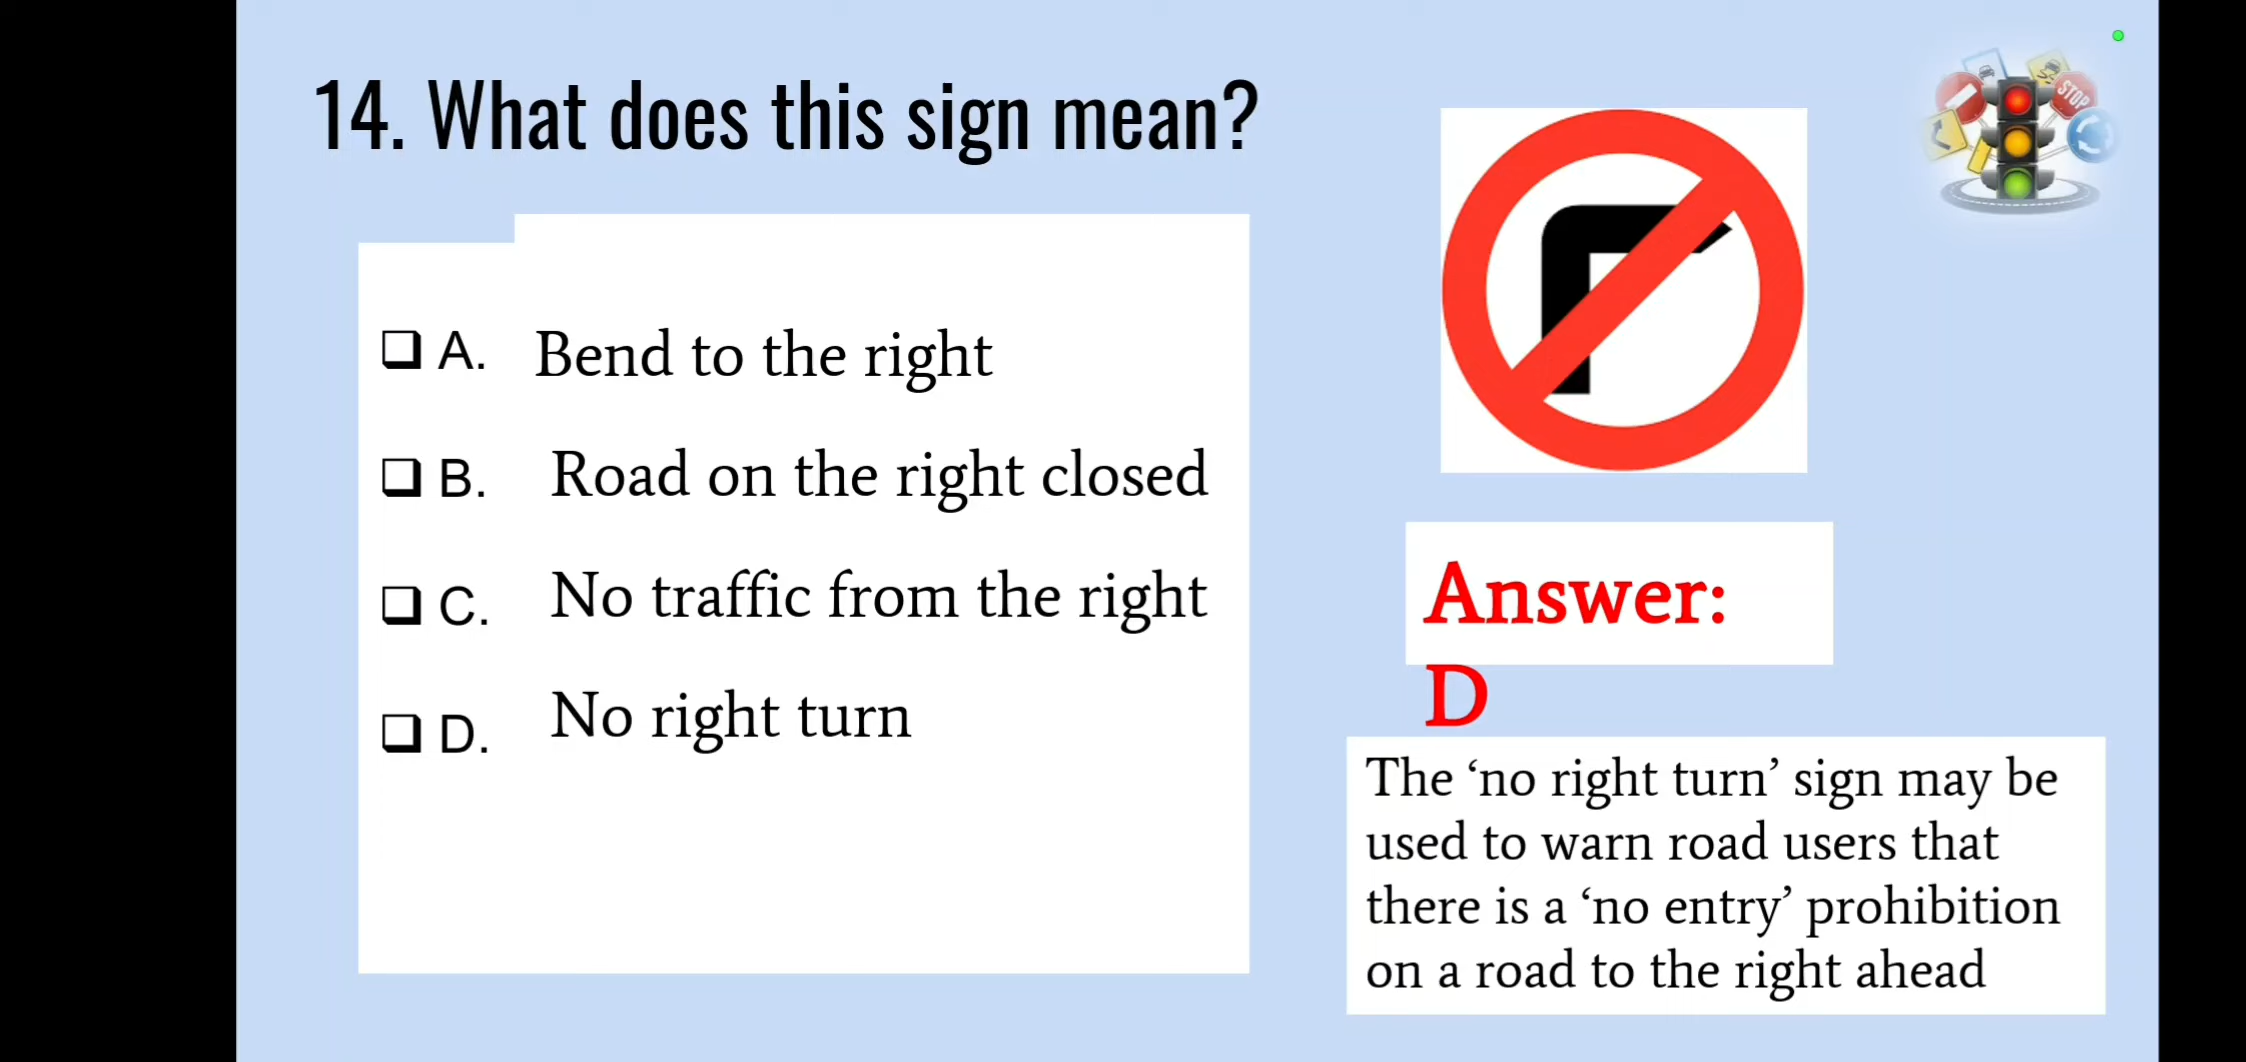 14. What does this sign mean?
STOP
A. Bend to the right
B. Road on the right closed
C. No traffic from the right
D. No right turn
Answer:
D
The ‘no right turn’ sign may be
used to warn road users that
there is a ‘no entry’ prohibition
on a road to the right ahead